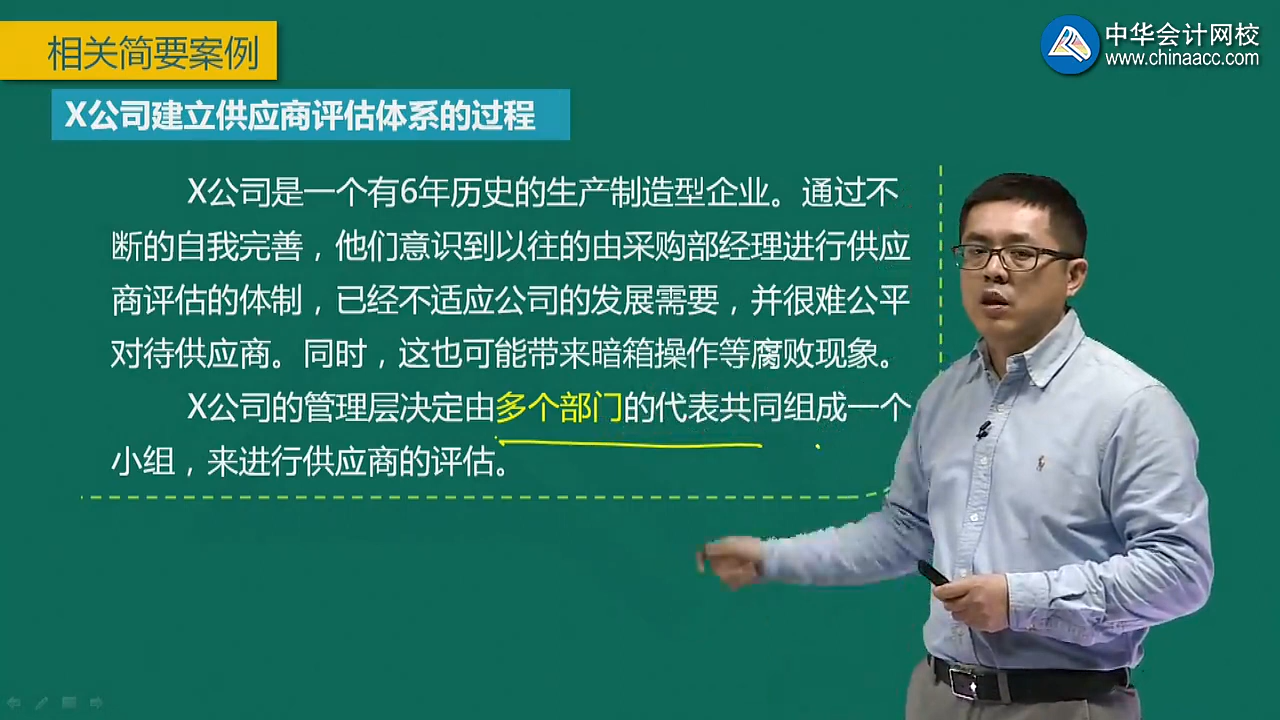 相关简要案例
中华会计网校
www.chinaacc.com
X公司建立供应商评估体系的过程
X公司是一个有6年历史的生产制造型企业。通过不
断的自我完善，他们意识到以往的由采购部经理进行供应
商评估的体制，已经不适应公司的发展需要，并很难公平
对待供应商。同时，这也可能带来暗箱操作等腐败现象。
X公司的管理层决定由多个部门的代表共同组成一个
小组，来进行供应商的评估。